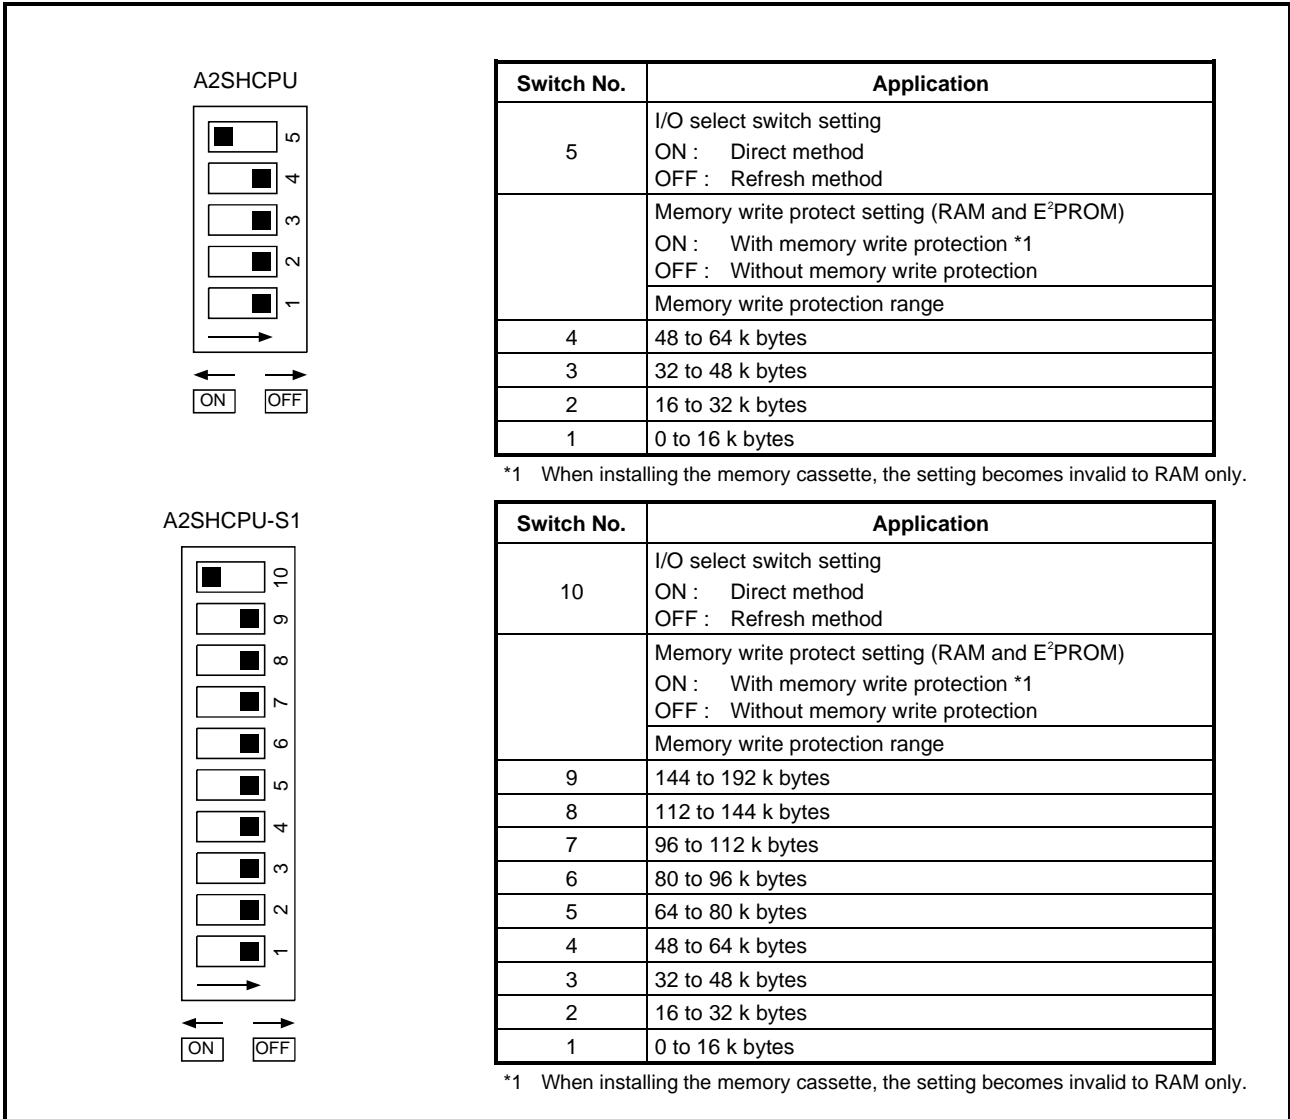 A2SHCPU
5
4
3
2
1
ON OFF
Switch No. Application
5
I/O select switch setting
ON : Direct method
OFF : Refresh method
Memory write protect setting (RAM and E²PROM)
ON : With memory write protection *1
OFF : Without memory write protection
Memory write protection range
4 48 to 64 k bytes
3 32 to 48 k bytes
2 16 to 32 k bytes
1 0 to 16 k bytes
*1 When installing the memory cassette, the setting becomes invalid to RAM only.
A2SHCPU-S1
10
9
8
7
6
5
4
3
2
1
ON OFF
Switch No. Application
10
I/O select switch setting
ON : Direct method
OFF : Refresh method
Memory write protect setting (RAM and E²PROM)
ON : With memory write protection *1
OFF : Without memory write protection
Memory write protection range
9 144 to 192 k bytes
8 112 to 144 k bytes
7 96 to 112 k bytes
6 80 to 96 k bytes
5 64 to 80 k bytes
4 48 to 64 k bytes
3 32 to 48 k bytes
2 16 to 32 k bytes
1 0 to 16 k bytes
*1 When installing the memory cassette, the setting becomes invalid to RAM only.